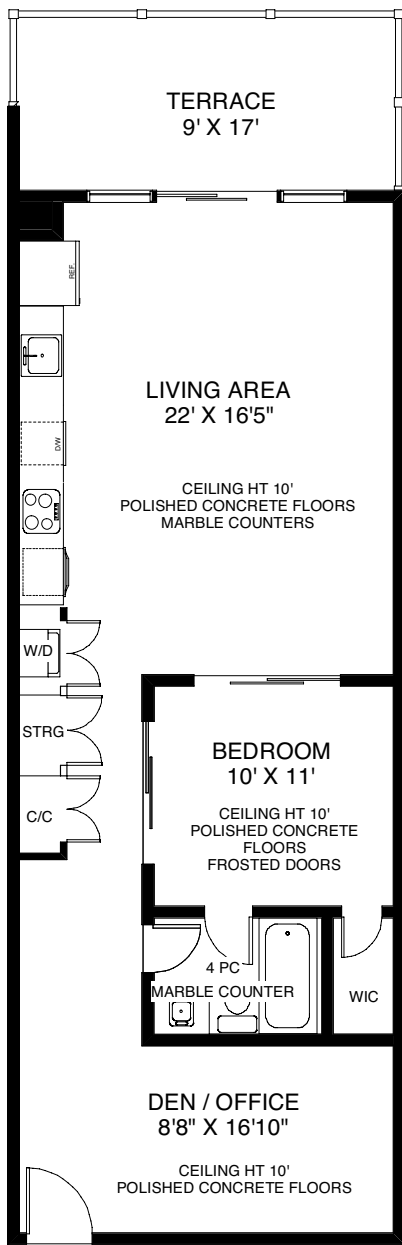 TERRACE
9' X 17'
REF.
LIVING AREA
22' X 16'5"
D/W
CEILING HT 10'
POLISHED CONCRETE FLOORS
MARBLE COUNTERS
W/D
STRG
C/C
BEDROOM
10' X 11'
CEILING HT 10'
POLISHED CONCRETE
FLOORS
FROSTED DOORS
4 PC
MARBLE COUNTER
WIC
DEN / OFFICE
8'8" X 16'10"
CEILING HT 10'
POLISHED CONCRETE FLOORS